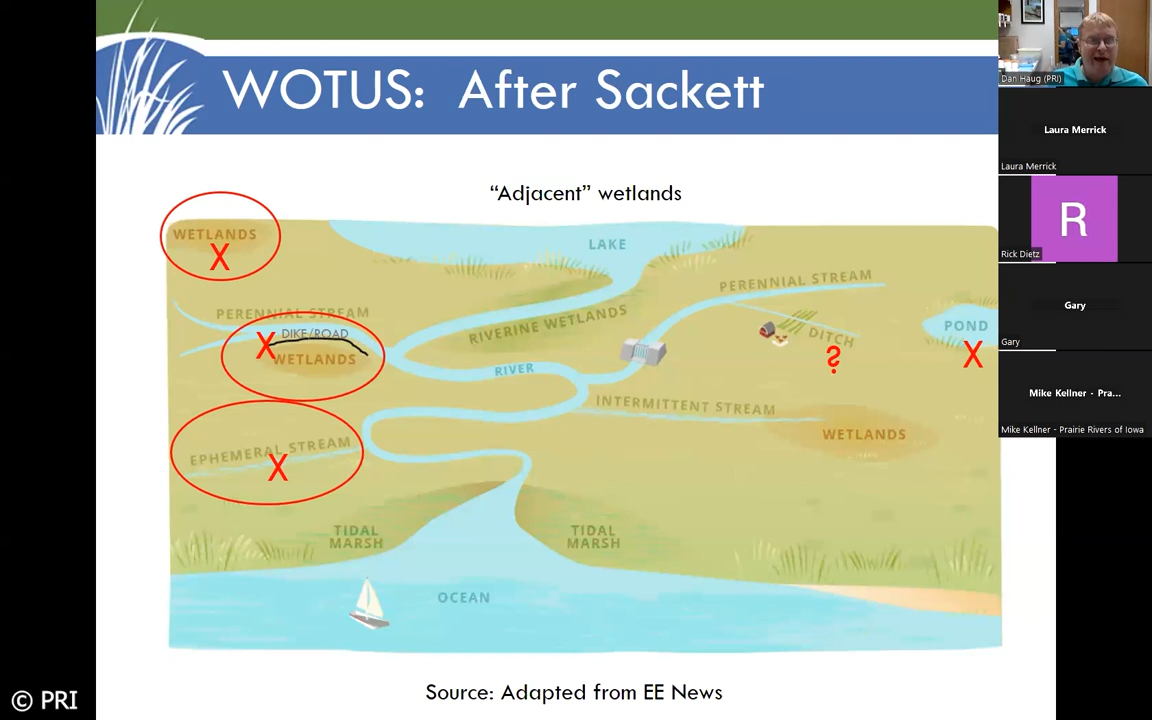 WOTUS: After Sackett
"Adjacent" wetlands
WETLANDS
X
LAKE
PERENNIAL STREAM
PERENNIAL STREAM
DIKE/ROAD
X
WETLANDS
RIVERINE WETLANDS
DITCH
?
POND
X
RIVER
INTERMITTENT STREAM
WETLANDS
EPHEMERAL STREAM
X
TIDAL
MARSH
TIDAL
MARSH
OCEAN
Source: Adapted from EE News
© PRI
Dan Haug (PRI)
Laura Merrick
Laura Merrick
R
Rick Dietz
Gary
Gary
Mike Kellner - Pra...
Mike Kellner - Prairie Rivers of Iowa